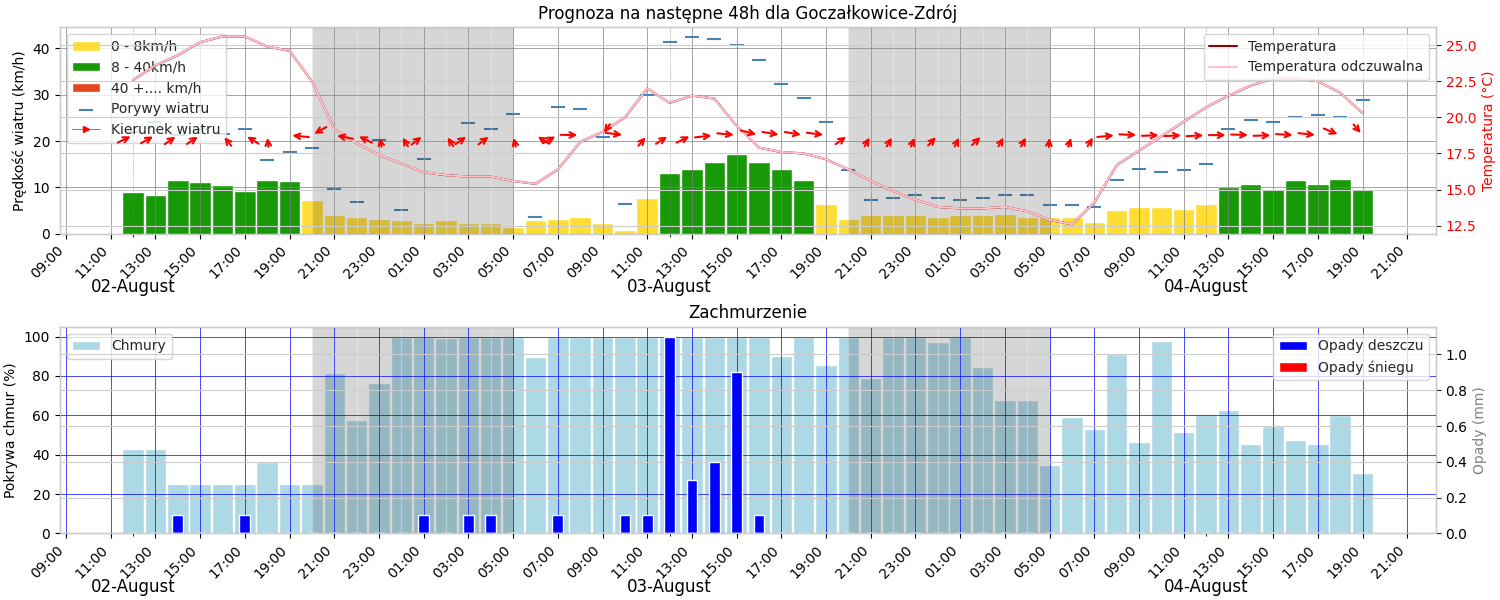 Prognoza na następne 48h dla Goczałkowice-Zdrój
Prędkość wiatru (km/h)
40
30
20
10
0
0 - 8km/h
8 - 40km/h
40 +.... km/h
Porywy wiatru
Kierunek wiatru
Temperatura
Temperatura odczuwalna
25.0
22.5
20.0
17.5
15.0
12.5
Temperatura (°C)
09:00 11:00 13:00 15:00 17:00 19:00 21:00 23:00 01:00 03:00 05:00 07:00 09:00 11:00 13:00 15:00 17:00 19:00 21:00 23:00 01:00 03:00 05:00 07:00 09:00 11:00 13:00 15:00 17:00 19:00 21:00
02-August 03-August 04-August
Zachmurzenie
Pokrywa chmur (%)
100
80
60
40
20
0
Chmury
Opady deszczu
Opady śniegu
1.0
0.8
0.6
0.4
0.2
0.0
Opady (mm)
09:00 11:00 13:00 15:00 17:00 19:00 21:00 23:00 01:00 03:00 05:00 07:00 09:00 11:00 13:00 15:00 17:00 19:00 21:00 23:00 01:00 03:00 05:00 07:00 09:00 11:00 13:00 15:00 17:00 19:00 21:00
02-August 03-August 04-August